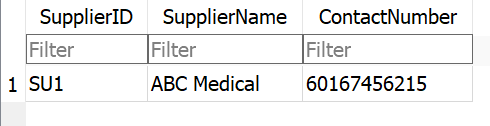 SupplierID SupplierName ContactNumber
Filter Filter Filter
1 SU1 ABC Medical 60167456215